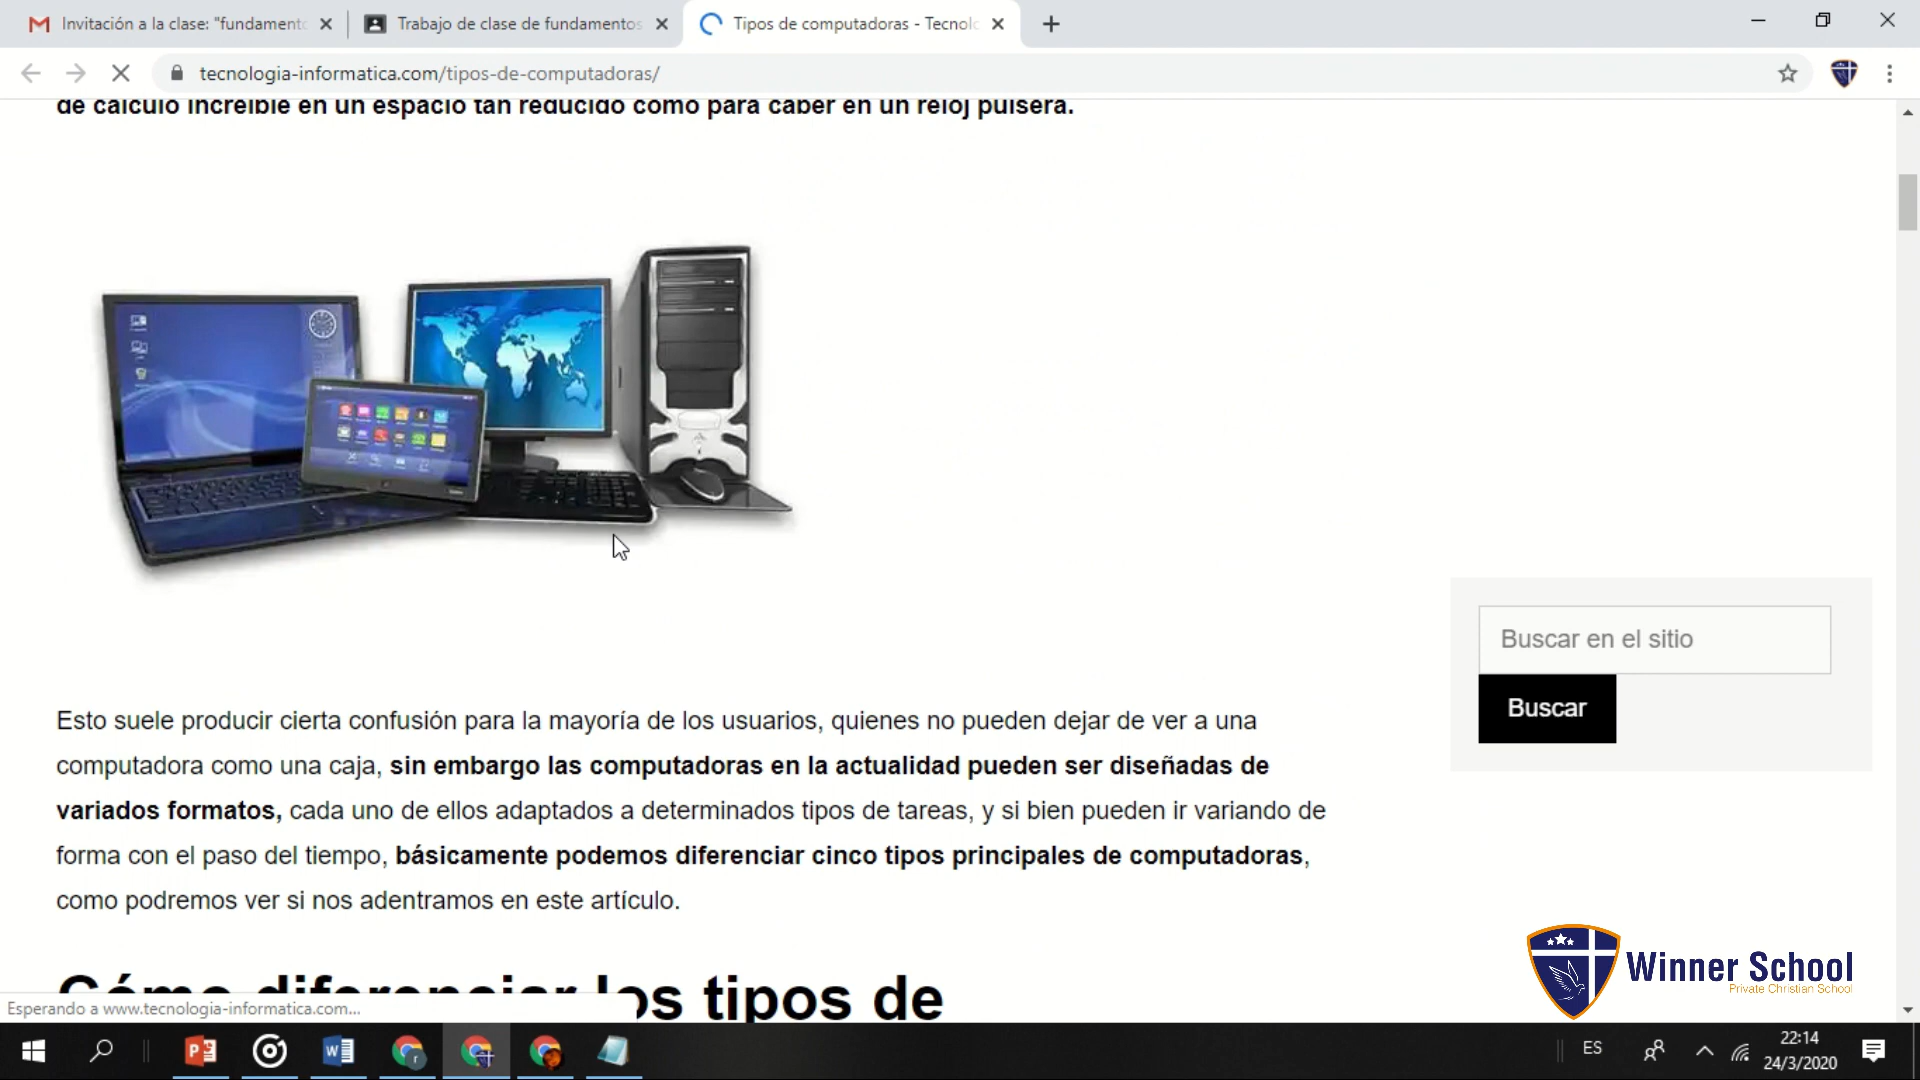 Invitación a la clase: "fundament
Trabajo de clase de fundamentos
Tipos de computadoras - Tecnol
tecnologia-informatica.com/tipos-de-computadoras/
de cálculo increíble en un espacio tan reducido como para caber en un reloj pulsera.
Esto suele producir cierta confusión para la mayoría de los usuarios, quienes no pueden dejar de ver a una
computadora como una caja, sin embargo las computadoras en la actualidad pueden ser diseñadas de
variados formatos, cada uno de ellos adaptados a determinados tipos de tareas, y si bien pueden ir variando de
forma con el paso del tiempo, básicamente podemos diferenciar cinco tipos principales de computadoras,
como podremos ver si nos adentramos en este artículo.
Buscar en el sitio
Buscar
Cómo diferenciar los tipos de
Esperando a www.tecnologia-informatica.com...
Winner School
Private Christian School
ES
22:14
24/3/2020